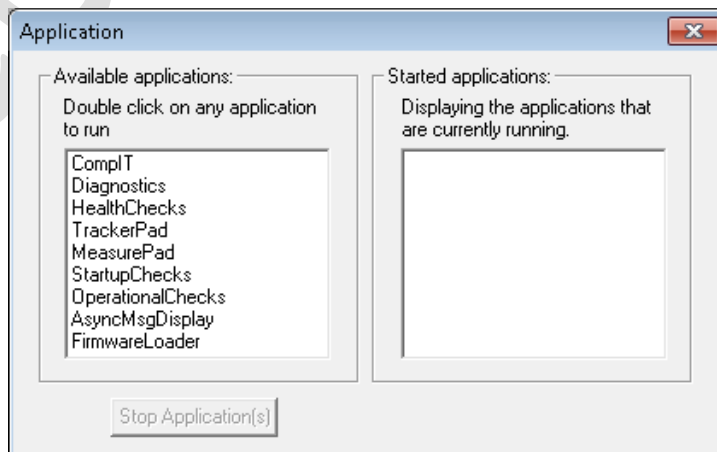 Application
Available applications:
Double click on any application
to run
CompIT
Diagnostics
HealthChecks
TrackerPad
MeasurePad
StartupChecks
OperationalChecks
AsyncMsgDisplay
FirmwareLoader
Started applications:
Displaying the applications that
are currently running.
Stop Application(s)